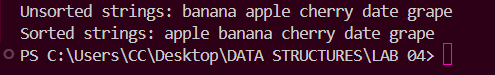 Unsorted strings: banana apple cherry date grape
Sorted strings: apple banana cherry date grape
PS C:\Users\CC\Desktop\DATA STRUCTURES\LAB 04>